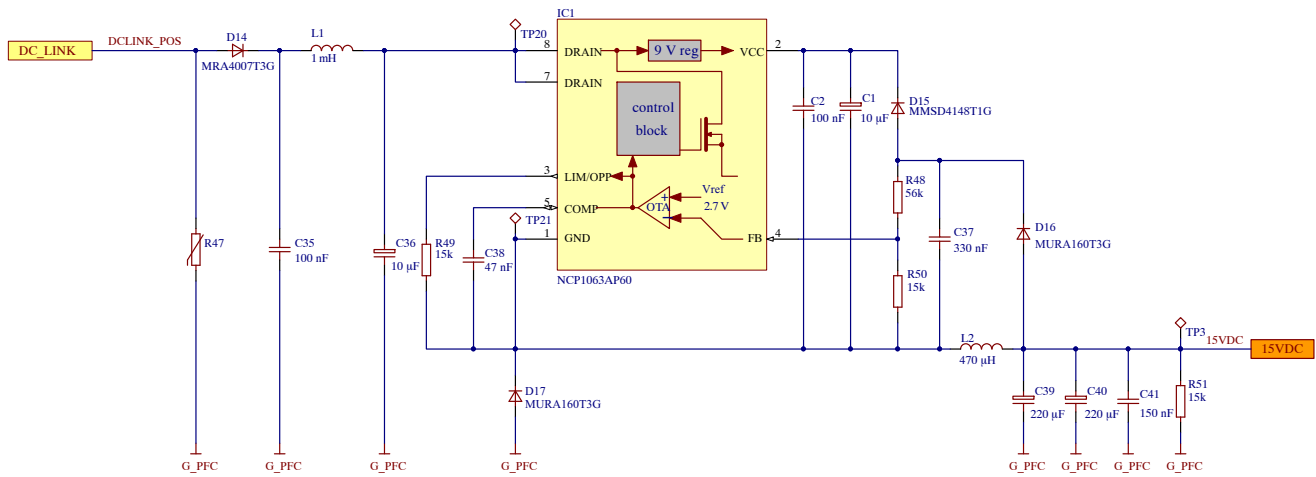 IC1
DC_LINK
DCLINK_POS
D14
MRA4007T3G
L1
1 mH
TP20
8
DRAIN
9 V reg
VCC
2
7
DRAIN
control
block
C2
100 nF
C1
10 µF
D15
MMSD4148T1G
3
LIM/OPP
5
COMP
OTA
+
−
Vref
2.7 V
TP21
1
GND
FB
4
NCP1063AP60
R48
56k
C37
330 nF
D16
MURA160T3G
R47
C35
100 nF
C36
10 µF
R49
15k
C38
47 nF
R50
15k
L2
470 µH
TP3
15VDC
15VDC
D17
MURA160T3G
C39
220 µF
C40
220 µF
C41
150 nF
R51
15k
G_PFC
G_PFC
G_PFC
G_PFC
G_PFC
G_PFC
G_PFC
G_PFC